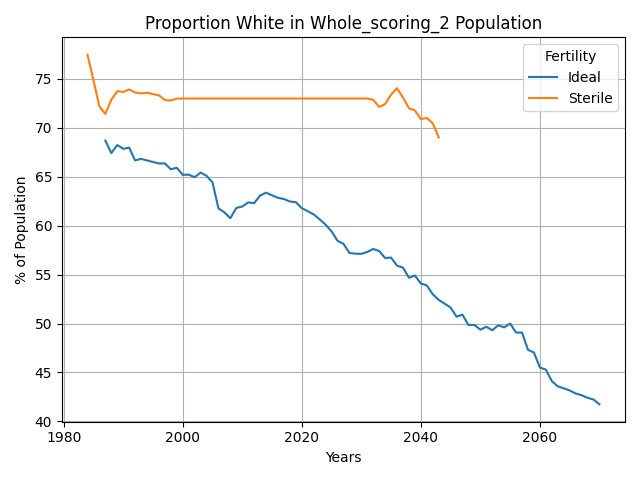 Proportion White in Whole_scoring_2 Population
Fertility
Ideal
Sterile
% of Population
75
70
65
60
55
50
45
40
1980
2000
2020
2040
2060
Years